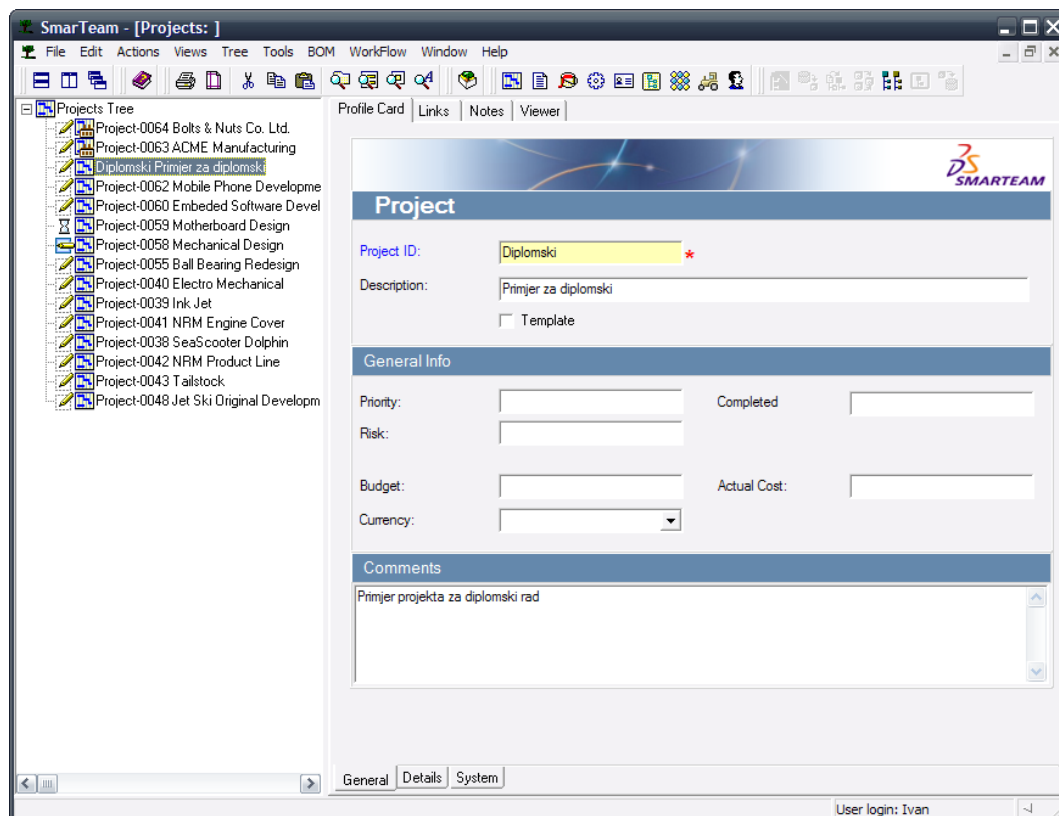 SmarTeam - [Projects: ]
File Edit Actions Views Tree Tools BOM WorkFlow Window Help
Projects Tree
Project-0064 Bolts & Nuts Co. Ltd.
Project-0063 ACME Manufacturing
Diplomski Primjer za diplomski
Project-0062 Mobile Phone Developme
Project-0060 Embeded Software Devel
Project-0059 Motherboard Design
Project-0058 Mechanical Design
Project-0055 Ball Bearing Redesign
Project-0040 Electro Mechanical
Project-0039 Ink Jet
Project-0041 NRM Engine Cover
Project-0038 SeaScooter Dolphin
Project-0042 NRM Product Line
Project-0043 Tailstock
Project-0048 Jet Ski Original Developm
Profile Card Links Notes Viewer
SMARTEAM
Project
Project ID: Diplomski *
Description: Primjer za diplomski
Template
General Info
Priority: Completed
Risk:
Budget: Actual Cost:
Currency:
Comments
Primjer projekta za diplomski rad
General Details System
User login: Ivan